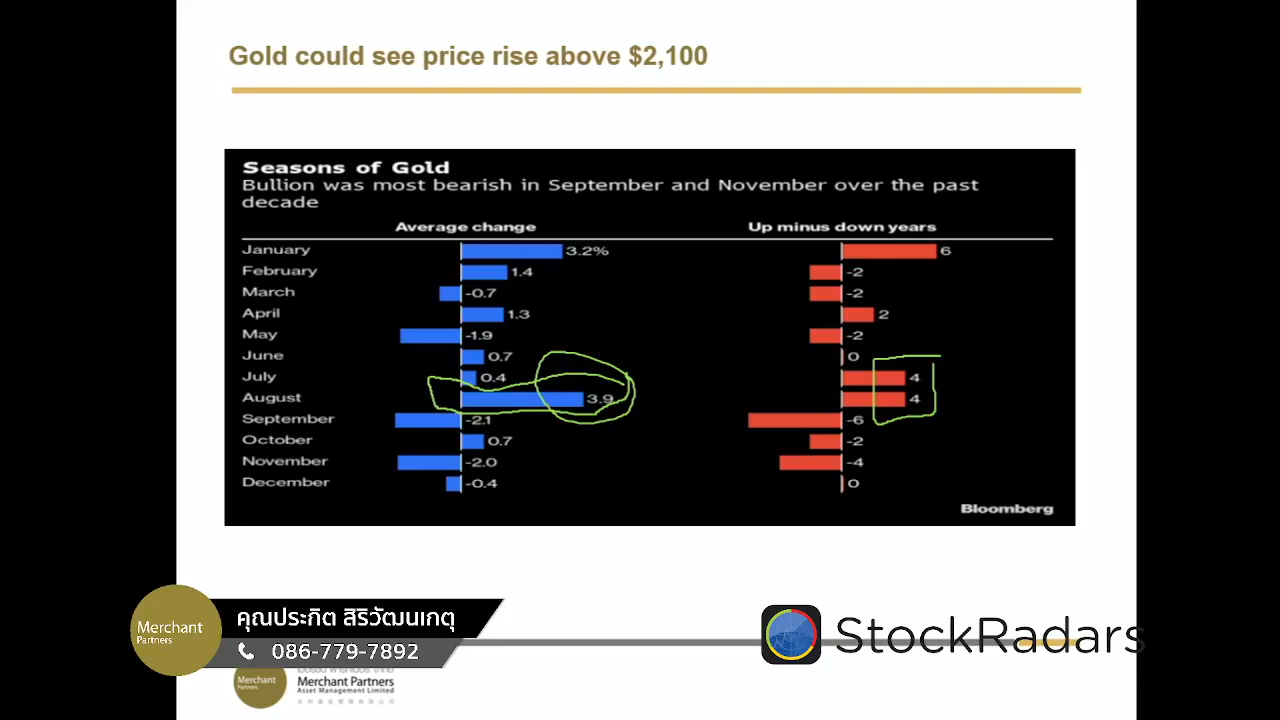 Gold could see price rise above $2,100
Seasons of Gold
Bullion was most bearish in September and November over the past
decade
Average change Up minus down years
January 3.2% 6
February 1.4 -2
March -0.7 -2
April 1.3 2
May -1.9 -2
June 0.7 0
July 0.4 4
August 3.9 4
September -2.1 -6
October 0.7 -2
November -2.0 -4
December -0.4 0
Bloomberg
Merchant
Partners
คุณประกิต สิริวัฒนเกตุ
086-779-7892
StockRadars
Merchant
Partners
Merchant Partners
Asset Management Limited